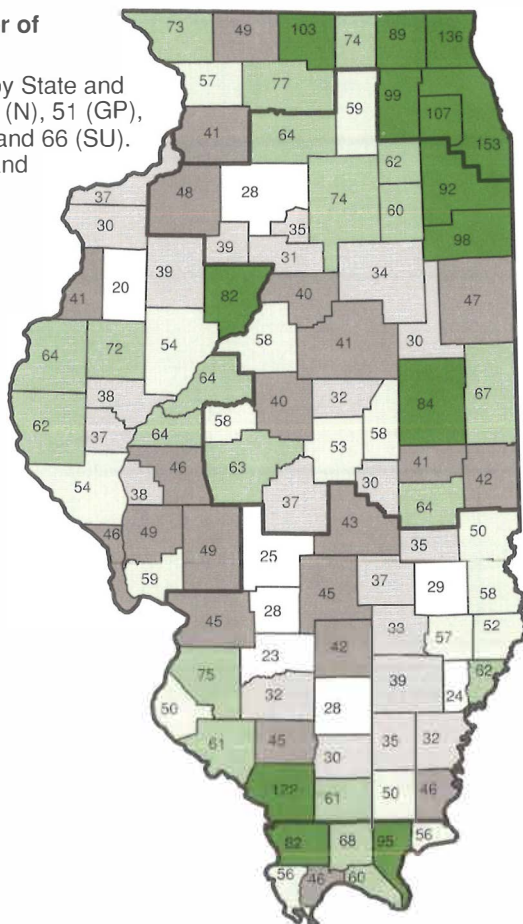 r of
by State and
(N), 51 (GP),
and 66 (SU).
and
73 49 103 74 89 136
57 77 59 99 107
41 64 153
62
48 28 74 92
37 60
30 35
39 39 31 98
34
41 20 82 40 47
54 58 41 30
64 72
64 84 67
38 40 32
62 58 58
37 64 53
46 63 41
54 38 37 30 42
64
46 49 49 43 50
25 35
59 45 37 29 58
45 28
33 57 52
23 42
75 62
32 39 24
50 28
61 45 35 32
30
122 61 50 46
82 68 95 56
56 46 60